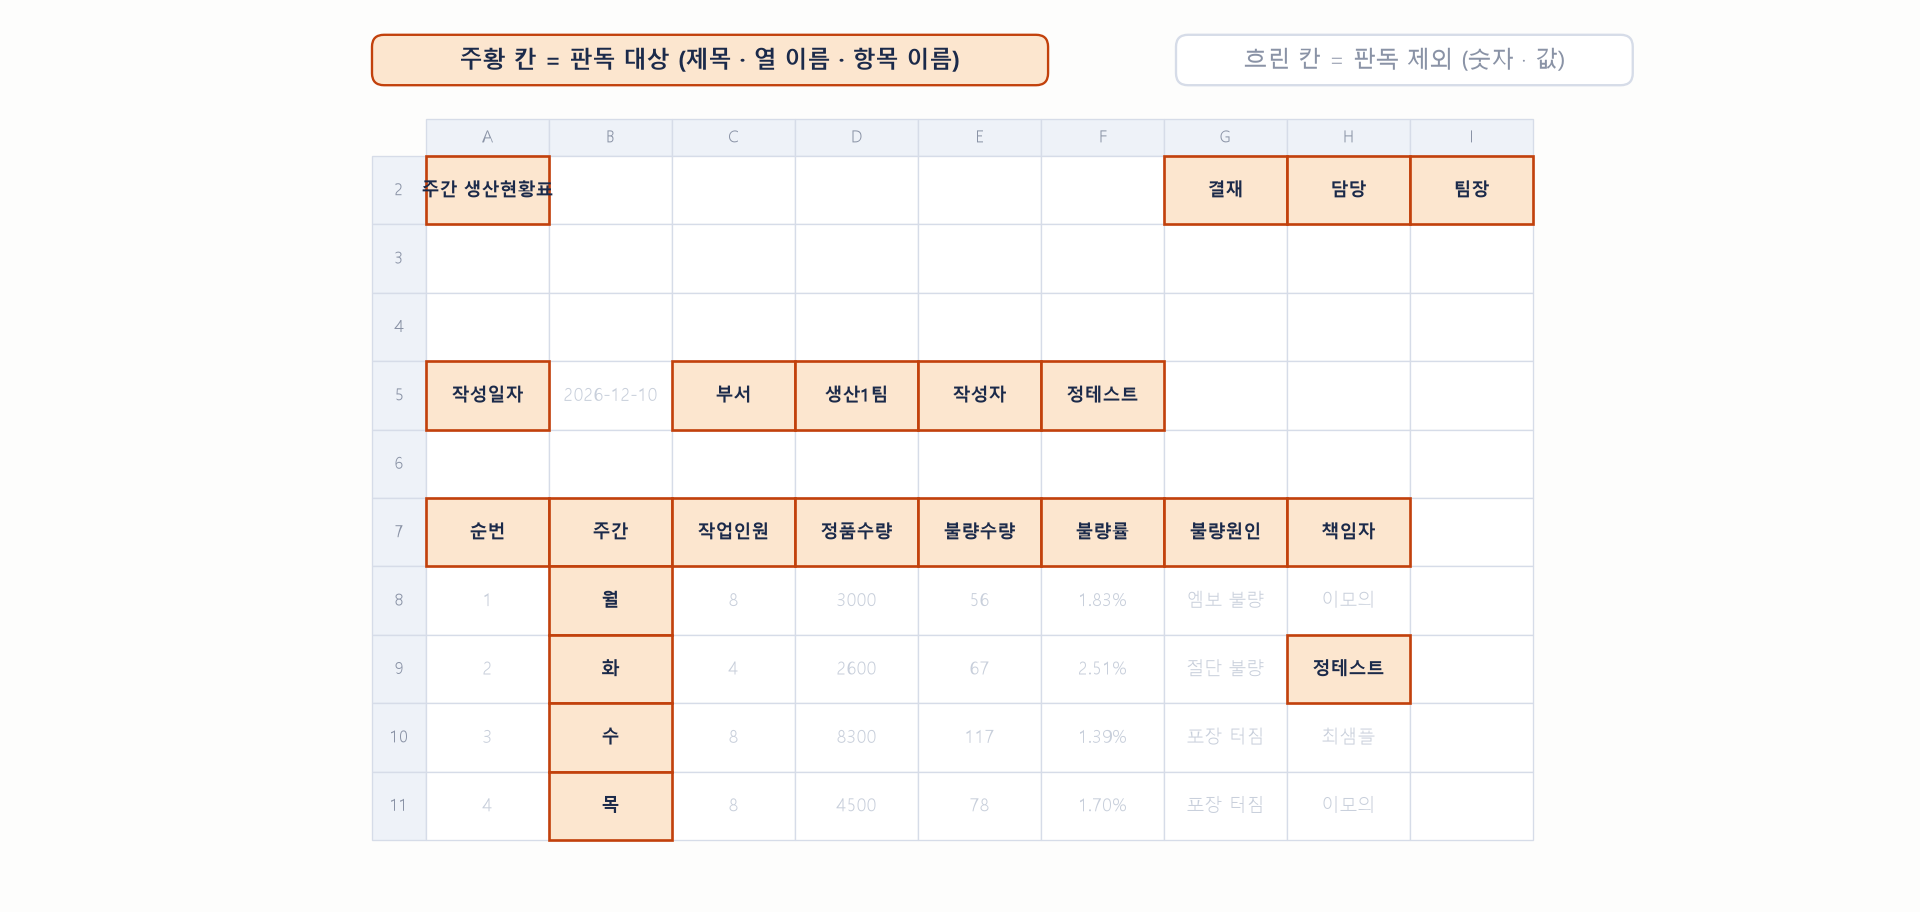 주황 칸 = 판독 대상 (제목 · 열 이름 · 항목 이름)
흐린 칸 = 판독 제외 (숫자 · 값)
A B C D E F G H I
2 주간 생산현황표 결재 담당 팀장
3
4
5 작성일자 2026-12-10 부서 생산1팀 작성자 정테스트
6
7 순번 주간 작업인원 정품수량 불량수량 불량률 불량원인 책임자
8 1 월 8 3000 56 1.83% 엠보 불량 이모의
9 2 화 4 2600 67 2.51% 절단 불량 정테스트
10 3 수 8 8300 117 1.39% 포장 터짐 최샘플
11 4 목 8 4500 78 1.70% 포장 터짐 이모의